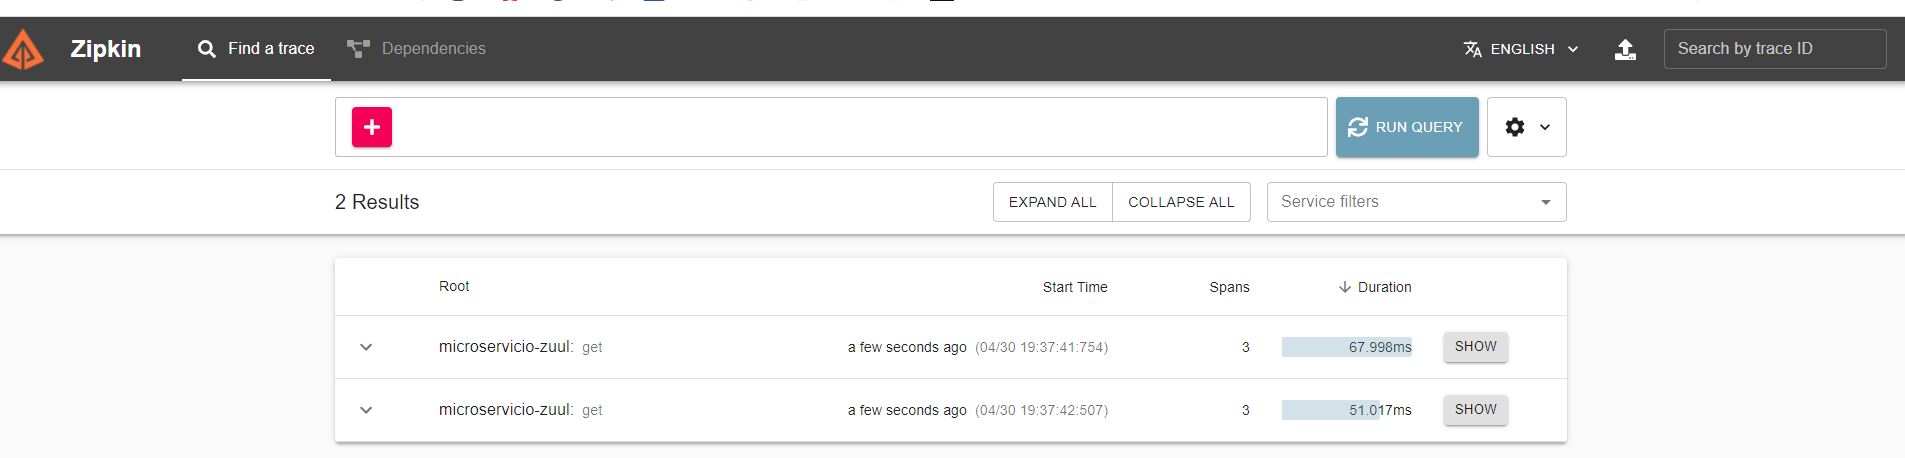 Zipkin Find a trace Dependencies ENGLISH Search by trace ID
RUN QUERY
2 Results EXPAND ALL COLLAPSE ALL Service filters
Root Start Time Spans Duration
microservicio-zuul: get a few seconds ago (04/30 19:37:41:754) 3 67.998ms SHOW
microservicio-zuul: get a few seconds ago (04/30 19:37:42:507) 3 51.017ms SHOW